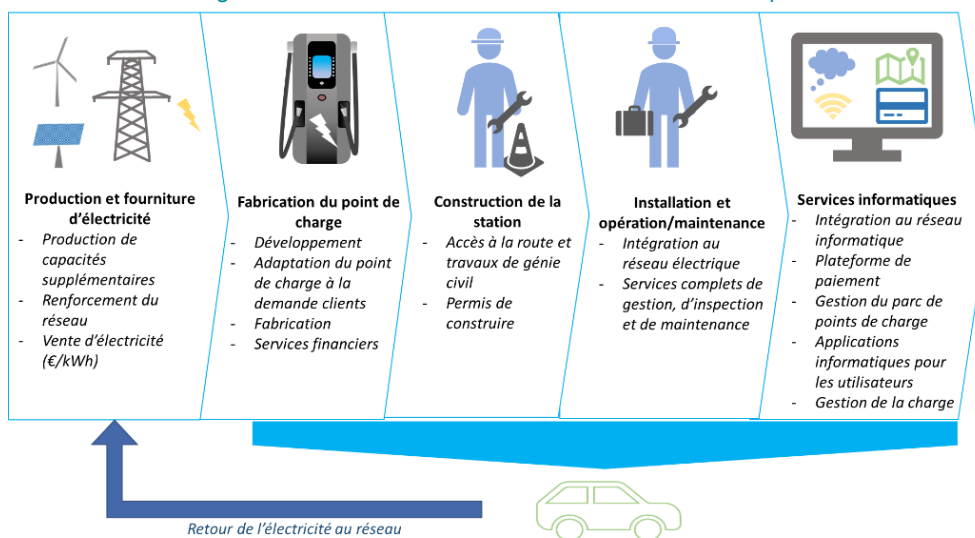 Production et fourniture
d'électricité
- Production de
capacités
supplémentaires
- Renforcement du
réseau
- Vente d'électricité
(€/kWh)
Fabrication du point de
charge
- Développement
- Adaptation du point
de charge à la
demande clients
- Fabrication
- Services financiers
Construction de la
station
- Accès à la route et
travaux de génie
civil
- Permis de
construire
Installation et
opération/maintenance
- Intégration au
réseau électrique
- Services complets de
gestion, d'inspection
et de maintenance
Services informatiques
- Intégration au réseau
informatique
- Plateforme de
paiement
- Gestion du parc de
points de charge
- Applications
informatiques pour
les utilisateurs
- Gestion de la charge
Retour de l'électricité au réseau